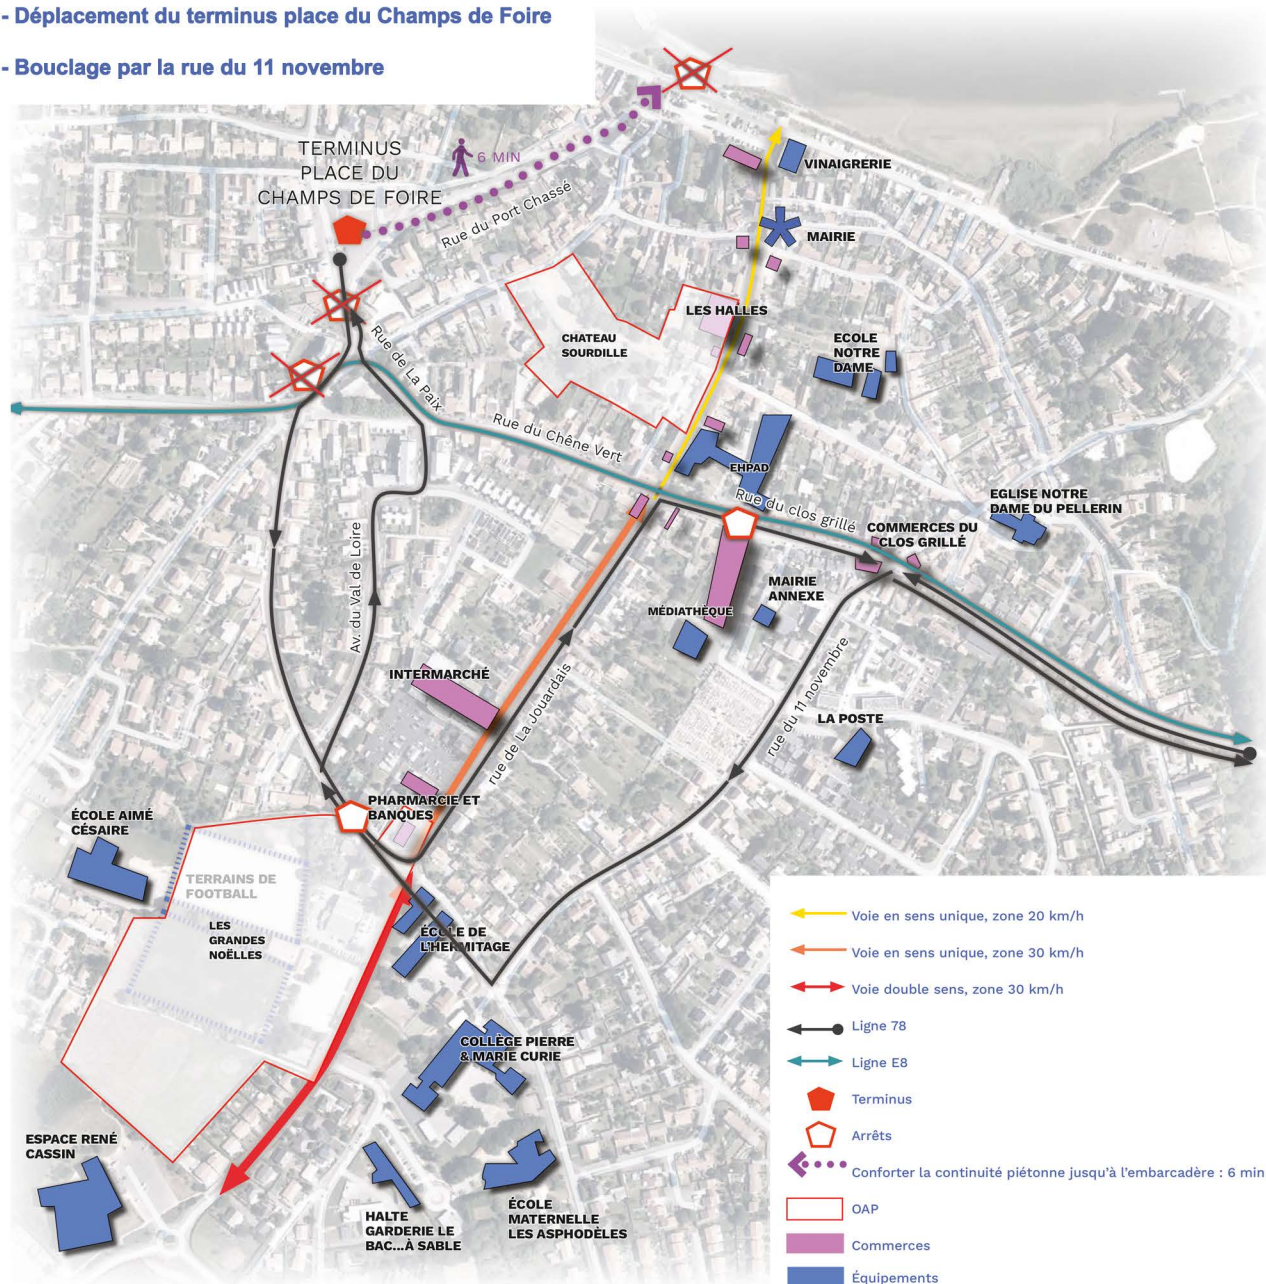 - Déplacement du terminus place du Champs de Foire
- Bouclage par la rue du 11 novembre
TERMINUS
PLACE DU
CHAMPS DE FOIRE
6 MIN
Rue du Port Chassé
VINAIGRERIE
MAIRIE
LES HALLES
CHATEAU
SOURDILLE
ECOLE
NOTRE
DAME
Rue de La Paix
Rue du Chêne Vert
EHPAD
Rue du clos grillé
EGLISE NOTRE
DAME DU PELLERIN
COMMERCES DU
CLOS GRILLÉ
Av. du Val de Loire
MAIRIE
ANNEXE
MÉDIATHÈQUE
INTERMARCHÉ
rue de La Jouardais
rue du 11 novembre
LA POSTE
PHARMARCIE ET
BANQUES
ÉCOLE AIMÉ
CÉSAIRE
TERRAINS DE
FOOTBALL
LES
GRANDES
NOËLLES
ÉCOLE DE
L'HERMITAGE
COLLÈGE PIERRE
& MARIE CURIE
ESPACE RENÉ
CASSIN
HALTE
GARDERIE LE
BAC...À SABLE
ÉCOLE
MATERNELLE
LES ASPHODÈLES
Voie en sens unique, zone 20 km/h
Voie en sens unique, zone 30 km/h
Voie double sens, zone 30 km/h
Ligne 78
Ligne E8
Terminus
Arrêts
Conforter la continuité piétonne jusqu'à l'embarcadère : 6 min
OAP
Commerces
Équipements